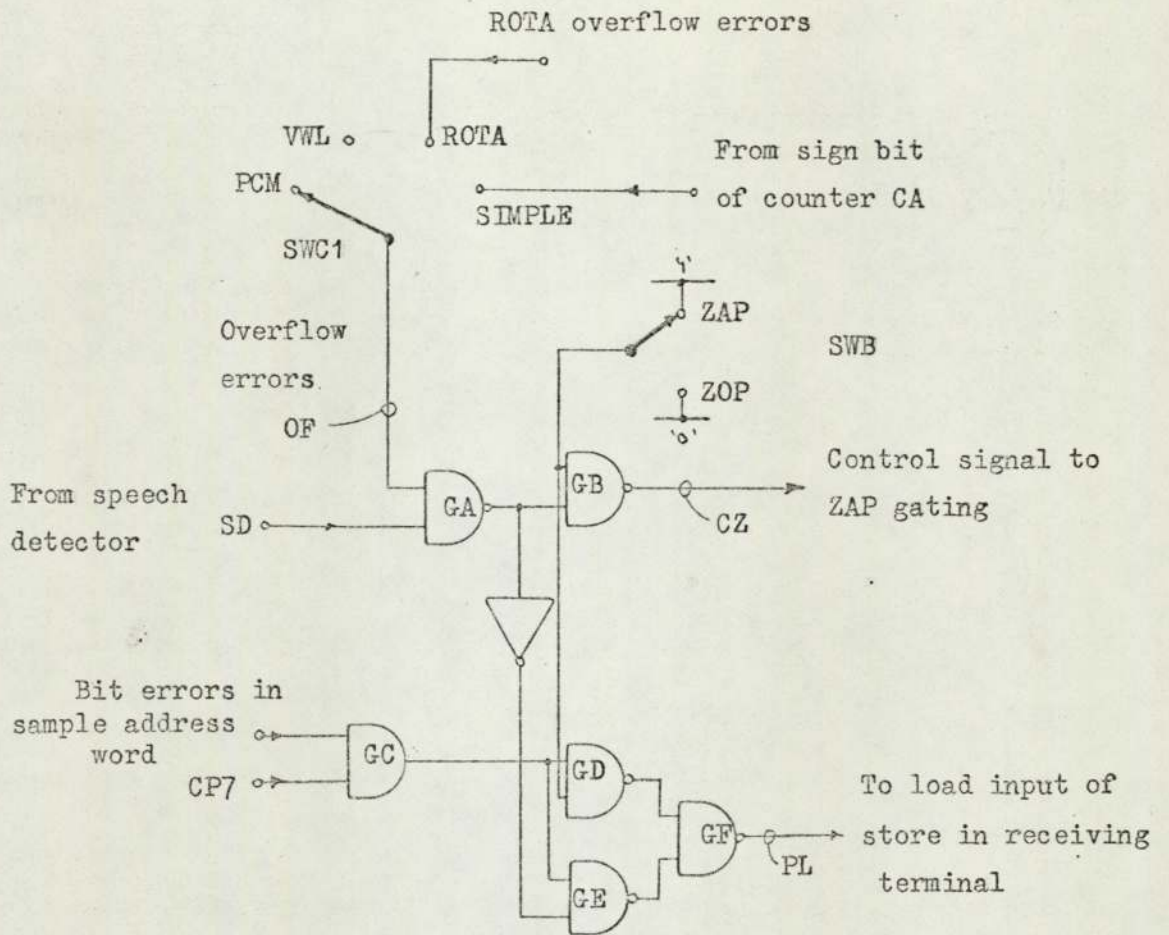 ROTA overflow errors
VWL
ROTA
From sign bit
of counter CA
PCM
SIMPLE
SWC1
'1'
ZAP
SWB
Overflow
errors.
OF
ZOP
'0'
Control signal to
ZAP gating
From speech
detector
SD
GA
GB
CZ
Bit errors in
sample address
word
CP7
GC
GD
GE
GF
PL
To load input of
store in receiving
terminal